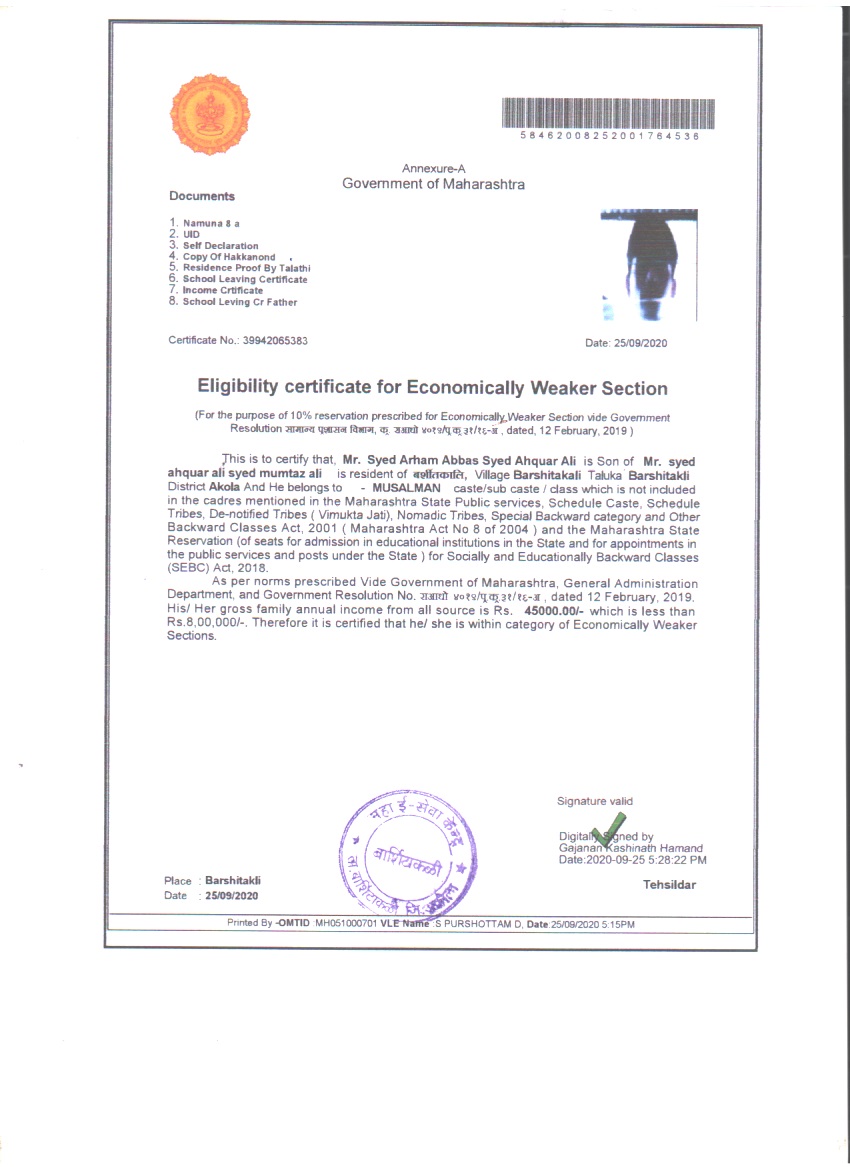 58462008252001764536
Annexure-A
Government of Maharashtra
Documents
1. Namuna 8 a
2. UID
3. Self Declaration
4. Copy Of Hakkanond
5. Residence Proof By Talathi
6. School Leaving Certificate
7. Income Crtificate
8. School Leving Cr Father
Certificate No.: 39942065383
Date: 25/09/2020
Eligibility certificate for Economically Weaker Section
(For the purpose of 10% reservation prescribed for Economically Weaker Section vide Government
Resolution सामान्य प्रशासन विभाग, क्र. राआधो ४०१९/प्र.क्र.३१/१६-अ , dated, 12 February, 2019 )
This is to certify that, Mr. Syed Arham Abbas Syed Ahquar Ali is Son of Mr. syed
ahquar ali syed mumtaz ali is resident of बार्शीतकाली, Village Barshitakali Taluka Barshitakli
District Akola And He belongs to - MUSALMAN caste/sub caste / class which is not included
in the cadres mentioned in the Maharashtra State Public services, Schedule Caste, Schedule
Tribes, De-notified Tribes ( Vimukta Jati), Nomadic Tribes, Special Backward category and Other
Backward Classes Act, 2001 ( Maharashtra Act No 8 of 2004 ) and the Maharashtra State
Reservation (of seats for admission in educational institutions in the State and for appointments in
the public services and posts under the State ) for Socially and Educationally Backward Classes
(SEBC) Act, 2018.
As per norms prescribed Vide Government of Maharashtra, General Administration
Department, and Government Resolution No. राआधो ४०१९/प्र.क्र.३१/१६-अ , dated 12 February, 2019.
His/ Her gross family annual income from all source is Rs. 45000.00/- which is less than
Rs.8,00,000/-. Therefore it is certified that he/ she is within category of Economically Weaker
Sections.
Signature valid
Digitally Signed by
Gajanan Kashinath Hamand
Date:2020-09-25 5:28:22 PM
Tehsildar
महा ई-सेवा केन्द्र
बार्शिटाकळी
ता.बार्शिटाकळी जि.अकोला
Place : Barshitakli
Date : 25/09/2020
Printed By -OMTID :MH051000701 VLE Name :S PURSHOTTAM D, Date:25/09/2020 5:15PM